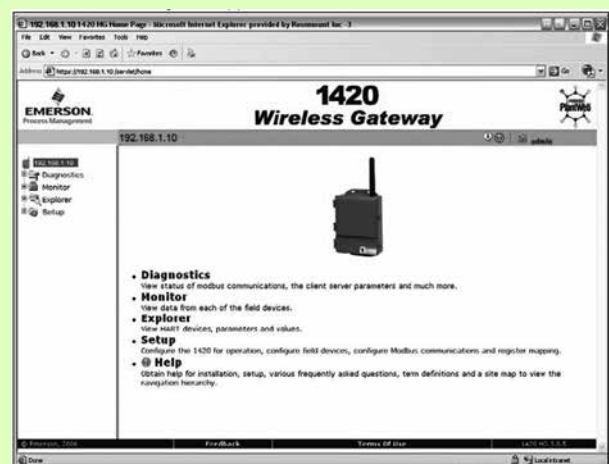 192.168.1.10 1420 HG Home Page - Microsoft Internet Explorer provided by Rosemount Inc -3
File Edit View Favorites Tools Help
Back Favorites
Address https://192.168.1.10/servlet/home Go
EMERSON
Process Management
1420
Wireless Gateway
PlantWeb
192.168.1.10 admin
192.168.1.10
Diagnostics
Monitor
Explorer
Setup
• Diagnostics
View status of modbus communications, the client server parameters and much more.
• Monitor
View data from each of the field devices.
• Explorer
View HART devices, parameters and values.
• Setup
Configure the 1420 for operation, configure field devices, configure Modbus communications and register mapping.
• Help
Obtain help for installation, setup, various frequently asked questions, term definitions and a site map to view the
navigation hierarchy.
© Emerson, 2006 Feedback Terms Of Use
Done Local intranet